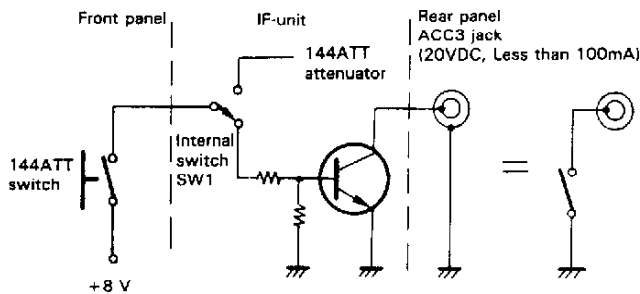 Front panel
IF-unit
Rear panel
ACC3 jack
(20VDC, Less than 100mA)
144ATT
attenuator
Internal
switch
SW1
144ATT
switch
+8 V
=